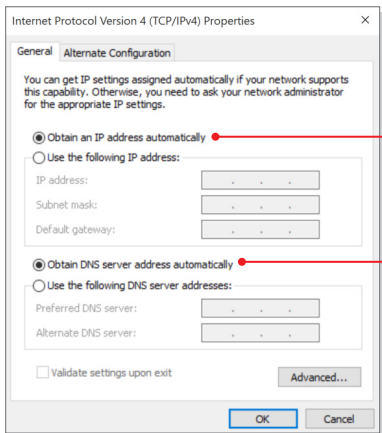 Internet Protocol Version 4 (TCP/IPv4) Properties
General
Alternate Configuration
You can get IP settings assigned automatically if your network supports
this capability. Otherwise, you need to ask your network administrator
for the appropriate IP settings.
Obtain an IP address automatically
Use the following IP address:
IP address:
Subnet mask:
Default gateway:
Obtain DNS server address automatically
Use the following DNS server addresses:
Preferred DNS server:
Alternate DNS server:
Validate settings upon exit
Advanced...
OK
Cancel